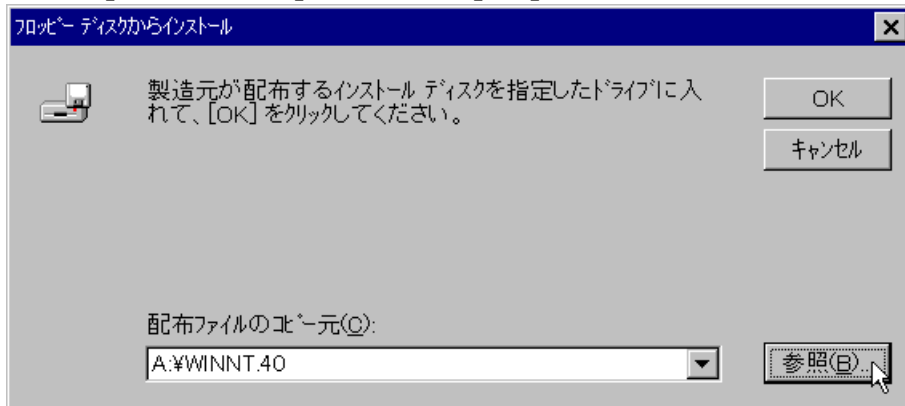 フロッピー ディスクからインストール
製造元が配布するインストール ディスクを指定したドライブに入
れて、[OK] をクリックしてください。
OK
キャンセル
配布ファイルのコピー元(C):
A:¥WINNT.40
参照(B)...